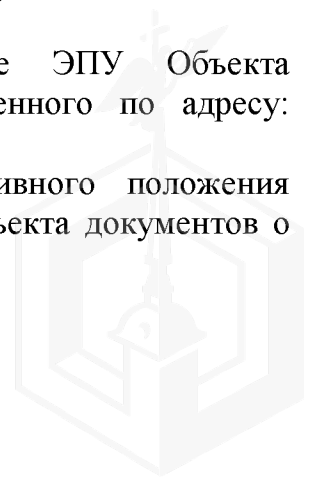 е ЭПУ Объекта
енного по адресу:
ивного положения
ъекта документов о